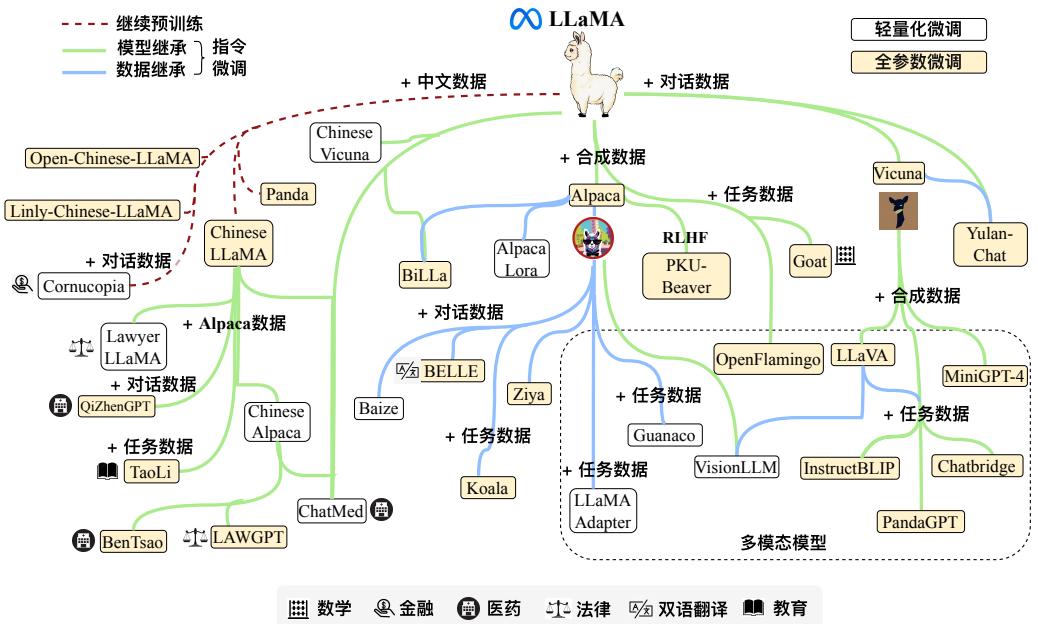 LLaMA
继续预训练
模型继承
数据继承
指令
微调
轻量化微调
全参数微调
+ 中文数据
+ 对话数据
Chinese
Vicuna
Open-Chinese-LLaMA
+ 合成数据
Vicuna
Panda
Alpaca
+ 任务数据
Linly-Chinese-LLaMA
Chinese
LLaMA
Alpaca
Lora
RLHF
PKU-
Beaver
Goat
Yulan-
Chat
+ 对话数据
Cornucopia
BiLLa
+ 合成数据
+ Alpaca数据
+ 对话数据
Lawyer
LLaMA
OpenFlamingo
LLaVA
MiniGPT-4
BELLE
+ 对话数据
QiZhenGPT
Chinese
Alpaca
Baize
Ziya
+ 任务数据
+ 任务数据
Guanaco
+ 任务数据
+ 任务数据
TaoLi
+ 任务数据
VisionLLM
InstructBLIP
Chatbridge
Koala
ChatMed
LLaMA
Adapter
PandaGPT
BenTsao
LAWGPT
多模态模型
数学
金融
医药
法律
双语翻译
教育